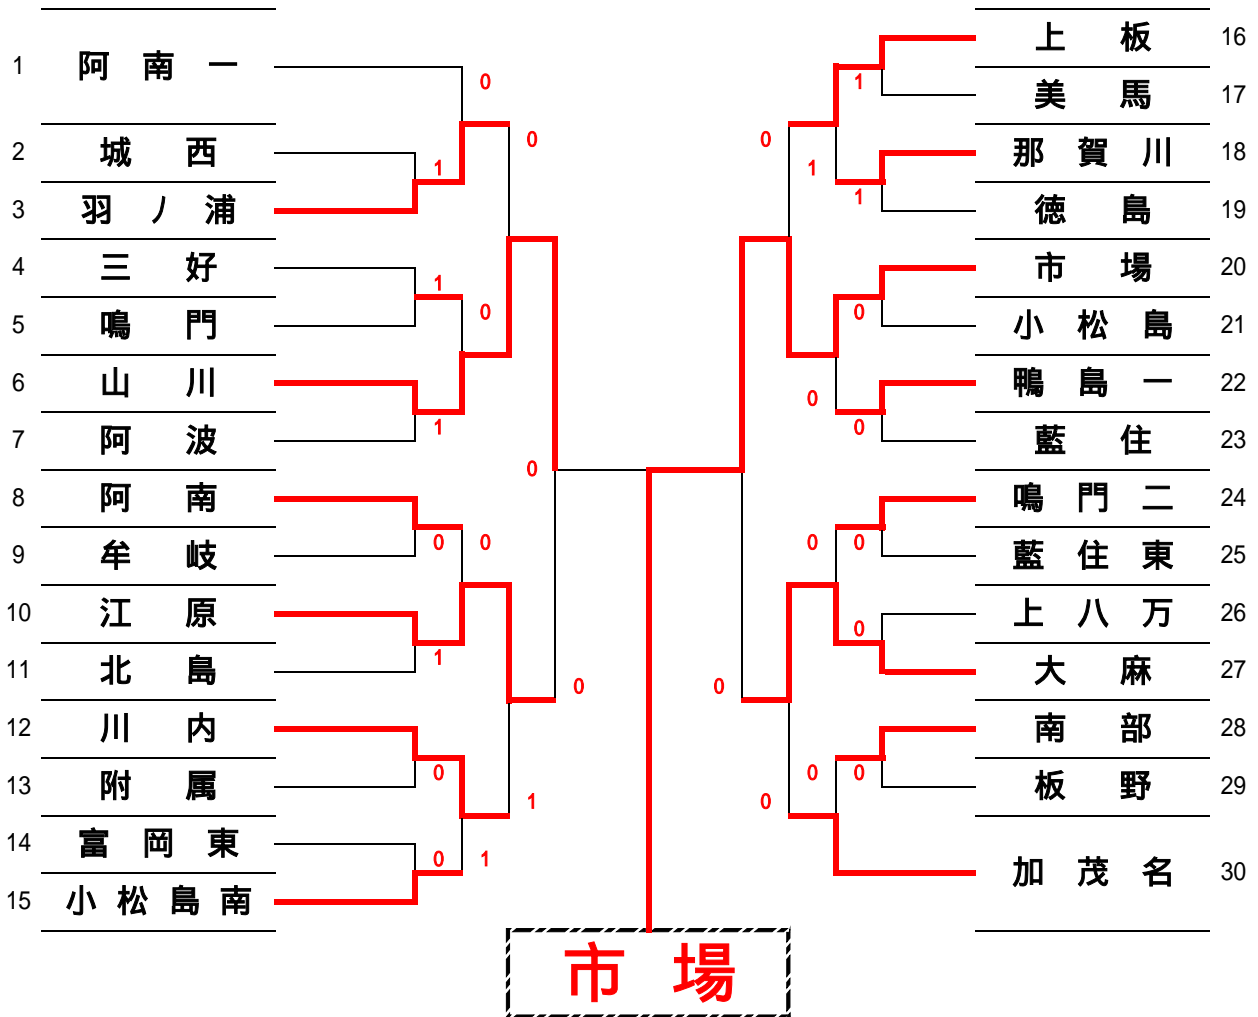 1 阿南一
2 城西
3 羽ノ浦
4 三好
5 鳴門
6 山川
7 阿波
8 阿南
9 牟岐
10 江原
11 北島
12 川内
13 附属
14 富岡東
15 小松島南
0
1
0
1
0
1
0
0
0
1
0
0
1
0
1
上板 16
美馬 17
那賀川 18
徳島 19
市場 20
小松島 21
鴨島一 22
藍住 23
鳴門二 24
藍住東 25
上八万 26
大麻 27
南部 28
板野 29
加茂名 30
1
0
1
1
0
0
0
0
0
0
0
0
0
0
市場